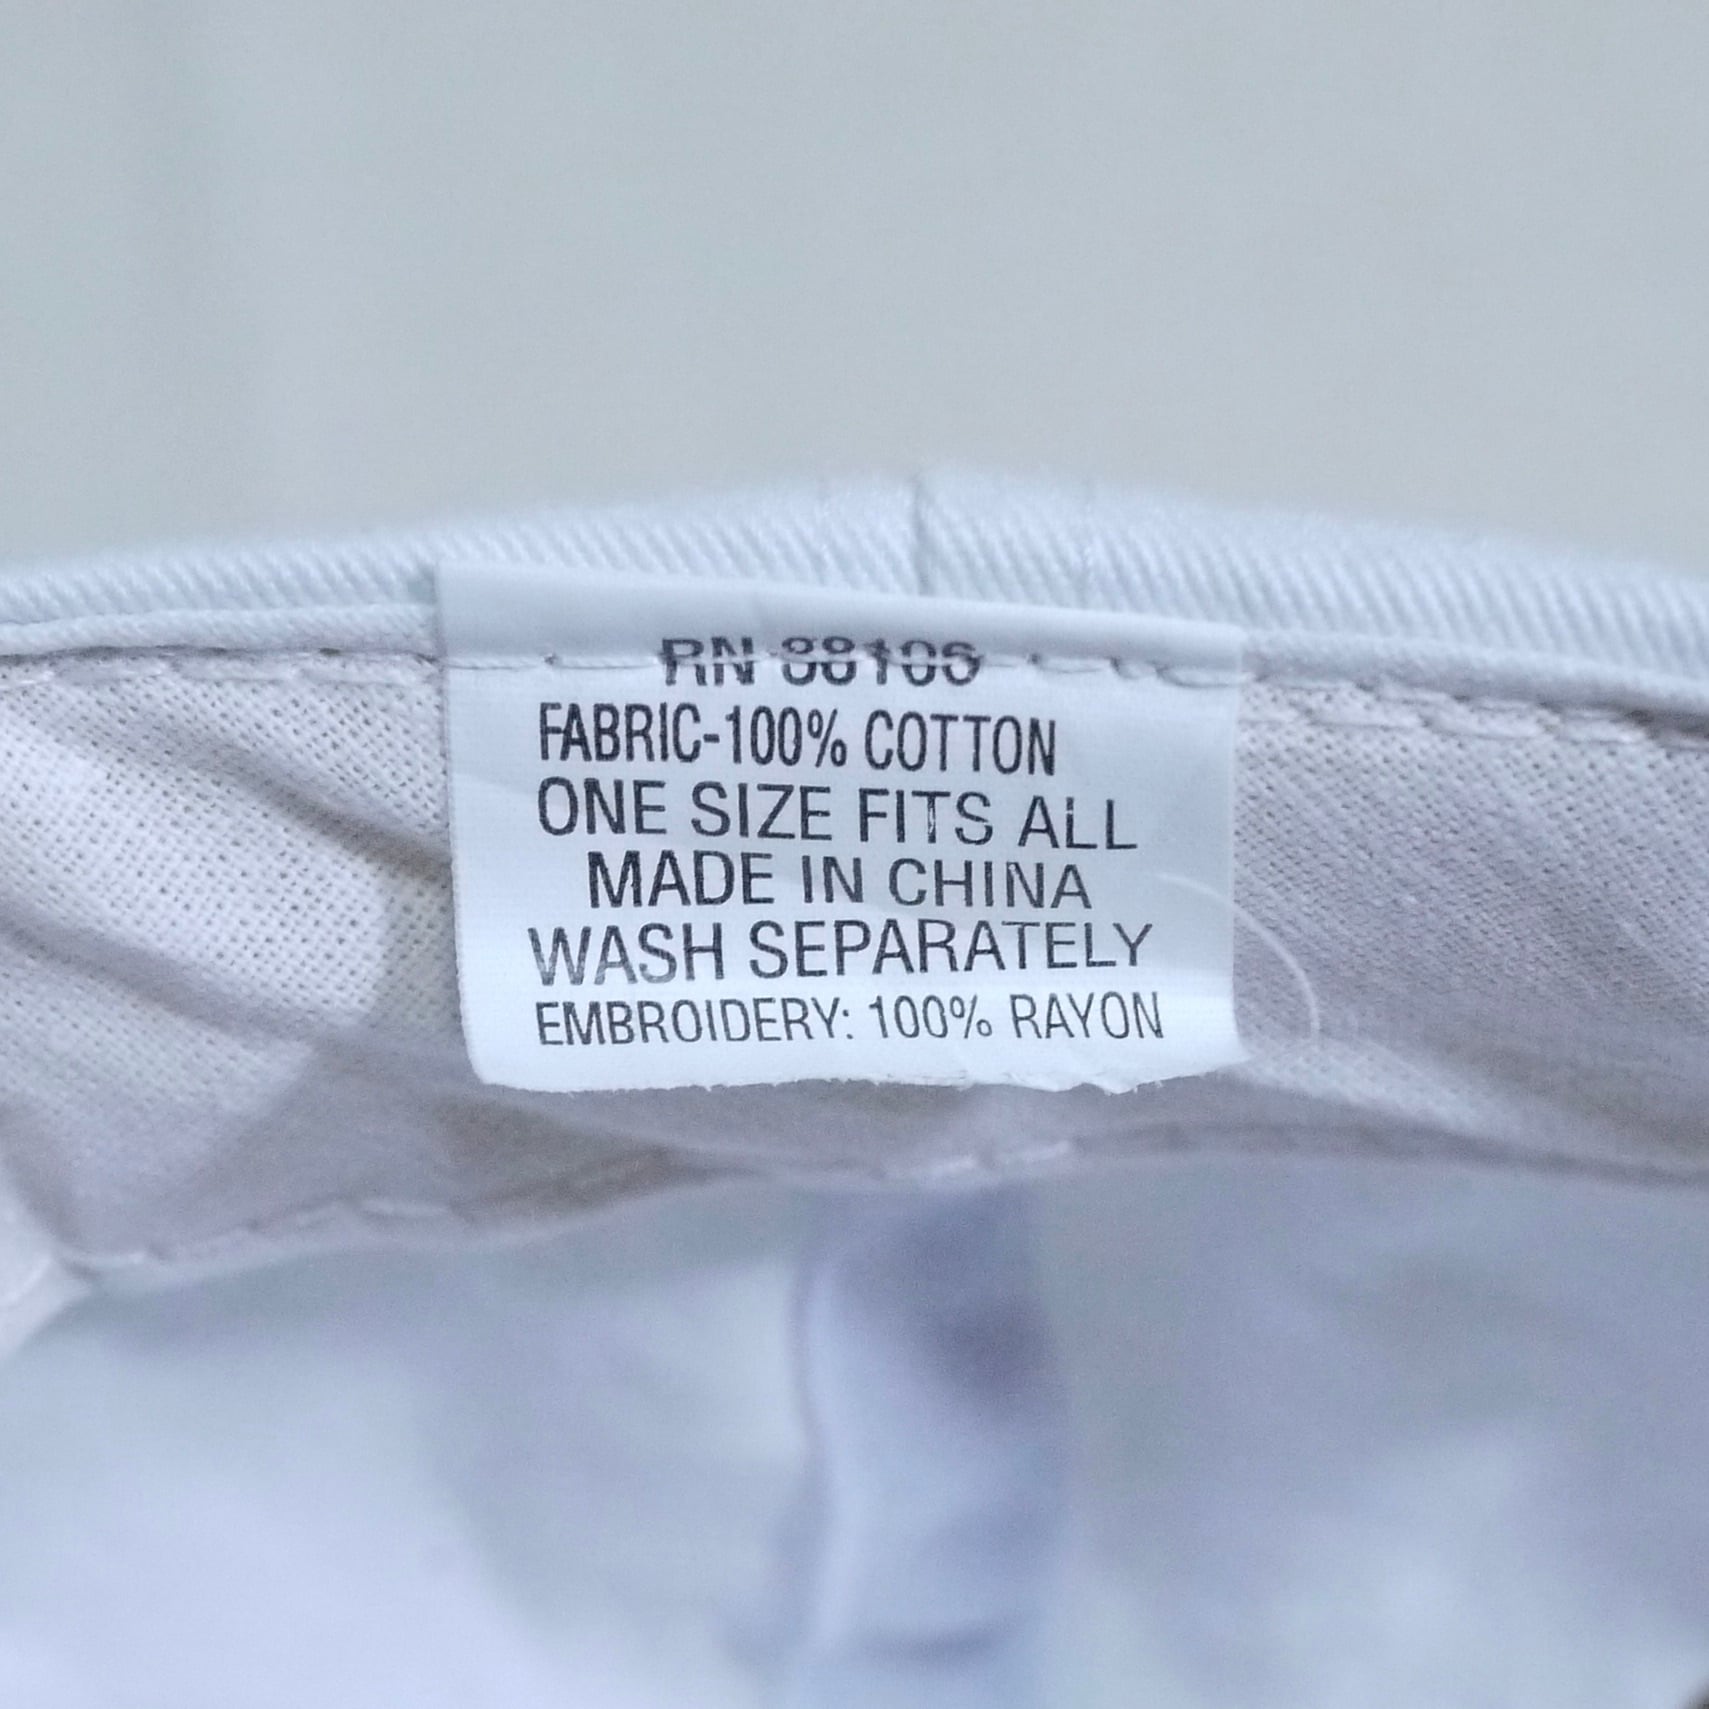 RN
FABRIC-100% COTTON
ONE SIZE FITS ALL
MADE IN CHINA
WASH SEPARATELY
EMBROIDERY: 100% RAYON